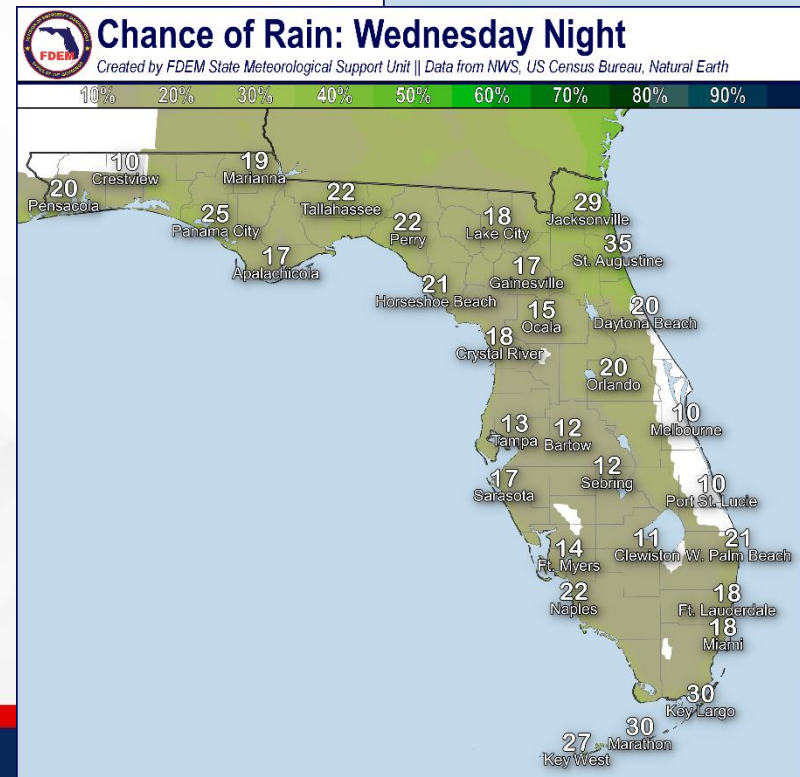 FDEM
Chance of Rain: Wednesday Night
Created by FDEM State Meteorological Support Unit || Data from NWS, US Census Bureau, Natural Earth
10% 20% 30% 40% 50% 60% 70% 80% 90%
10
Crestview
19
Marianna
20
Pensacola
22
Tallahassee
25
Panama City
22
Perry
18
Lake City
29
Jacksonville
35
St. Augustine
17
Apalachicola
17
Gainesville
21
Horseshoe Beach
15
Ocala
20
Daytona Beach
18
Crystal River
20
Orlando
13
Tampa
12
Bartow
10
Melbourne
12
Sebring
17
Sarasota
10
Port St. Lucie
14
Ft. Myers
11
Clewiston
21
W. Palm Beach
22
Naples
18
Ft. Lauderdale
18
Miami
30
Key Largo
30
Marathon
27
Key West